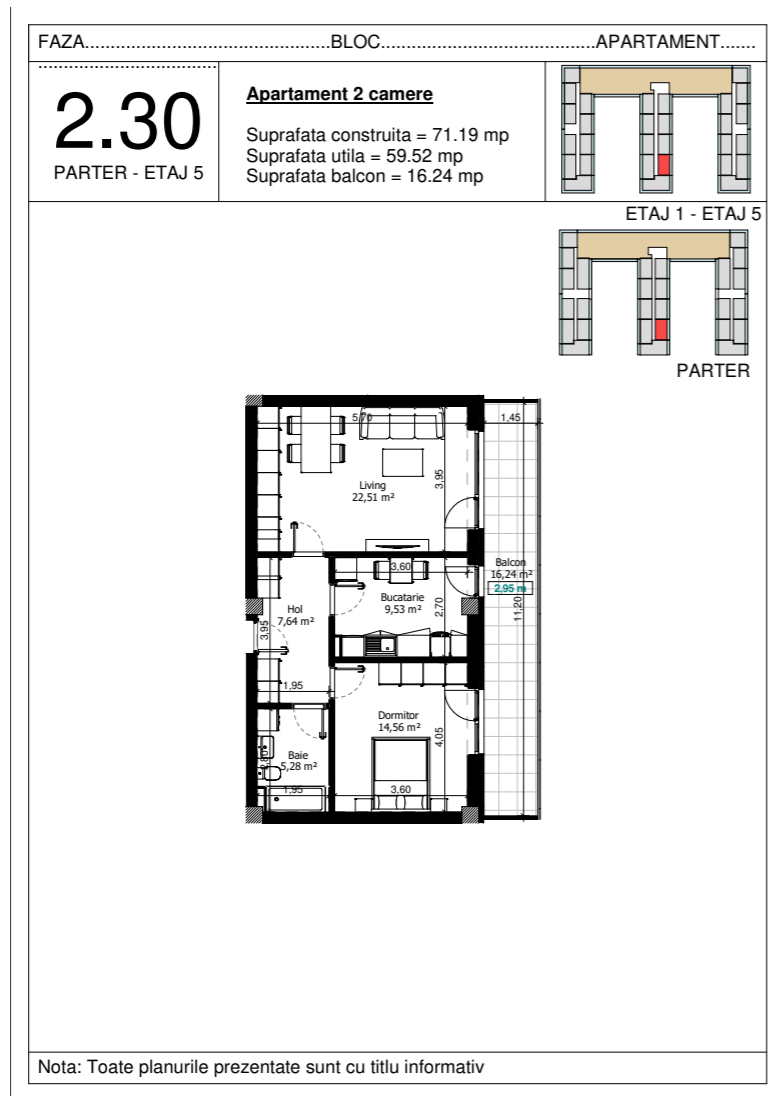 FAZA...........................................BLOC...........................................APARTAMENT.......
..................................
2.30
PARTER - ETAJ 5
Apartament 2 camere
Suprafata construita = 71.19 mp
Suprafata utila = 59.52 mp
Suprafata balcon = 16.24 mp
ETAJ 1 - ETAJ 5
PARTER
5,70
1,45
Living
22,51 m²
3,95
3,60
Balcon
16,24 m²
2,95 m
Bucatarie
9,53 m²
2,70
11,20
Hol
7,64 m²
3,95
1,95
Dormitor
14,56 m²
4,05
Baie
5,28 m²
2,80
1,95
3,60
Nota: Toate planurile prezentate sunt cu titlu informativ